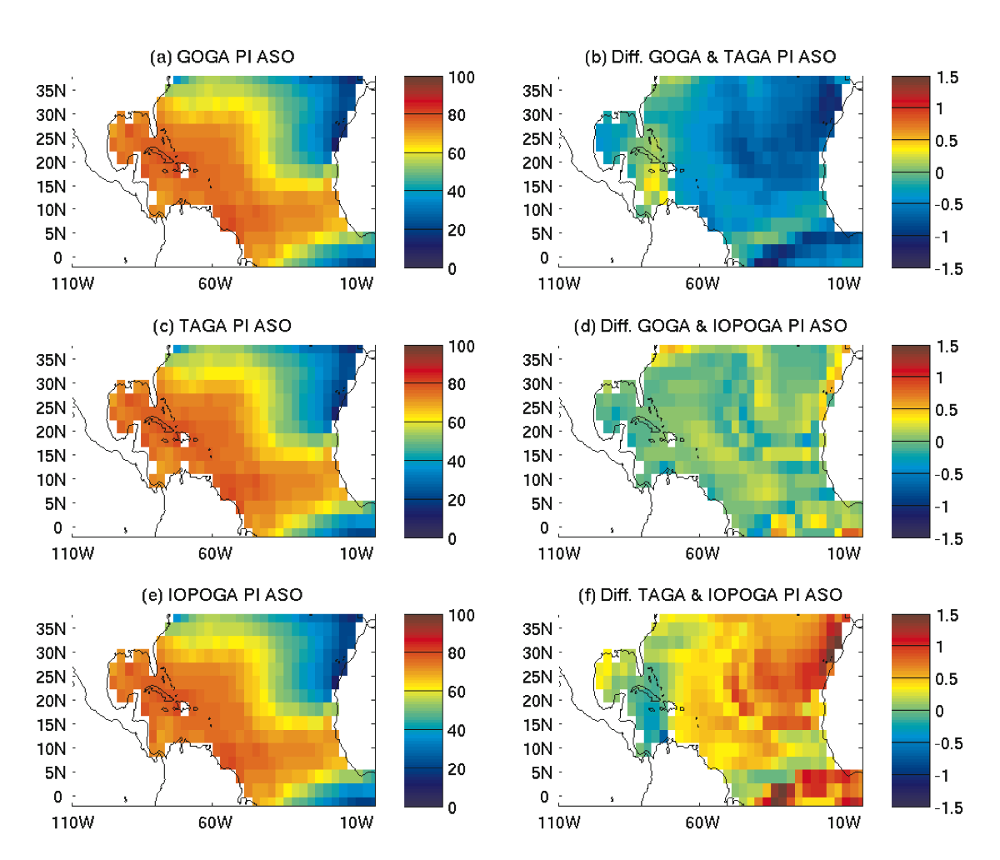 (a) GOGA PI ASO
35N
30N
25N
20N
15N
10N
5N
0
110W 60W 10W
100
80
60
40
20
0
(b) Diff. GOGA & TAGA PI ASO
35N
30N
25N
20N
15N
10N
5N
0
110W 60W 10W
1.5
1
0.5
0
-0.5
-1
-1.5
(c) TAGA PI ASO
35N
30N
25N
20N
15N
10N
5N
0
110W 60W 10W
100
80
60
40
20
0
(d) Diff. GOGA & IOPOGA PI ASO
35N
30N
25N
20N
15N
10N
5N
0
110W 60W 10W
1.5
1
0.5
0
-0.5
-1
-1.5
(e) IOPOGA PI ASO
35N
30N
25N
20N
15N
10N
5N
0
110W 60W 10W
100
80
60
40
20
0
(f) Diff. TAGA & IOPOGA PI ASO
35N
30N
25N
20N
15N
10N
5N
0
110W 60W 10W
1.5
1
0.5
0
-0.5
-1
-1.5